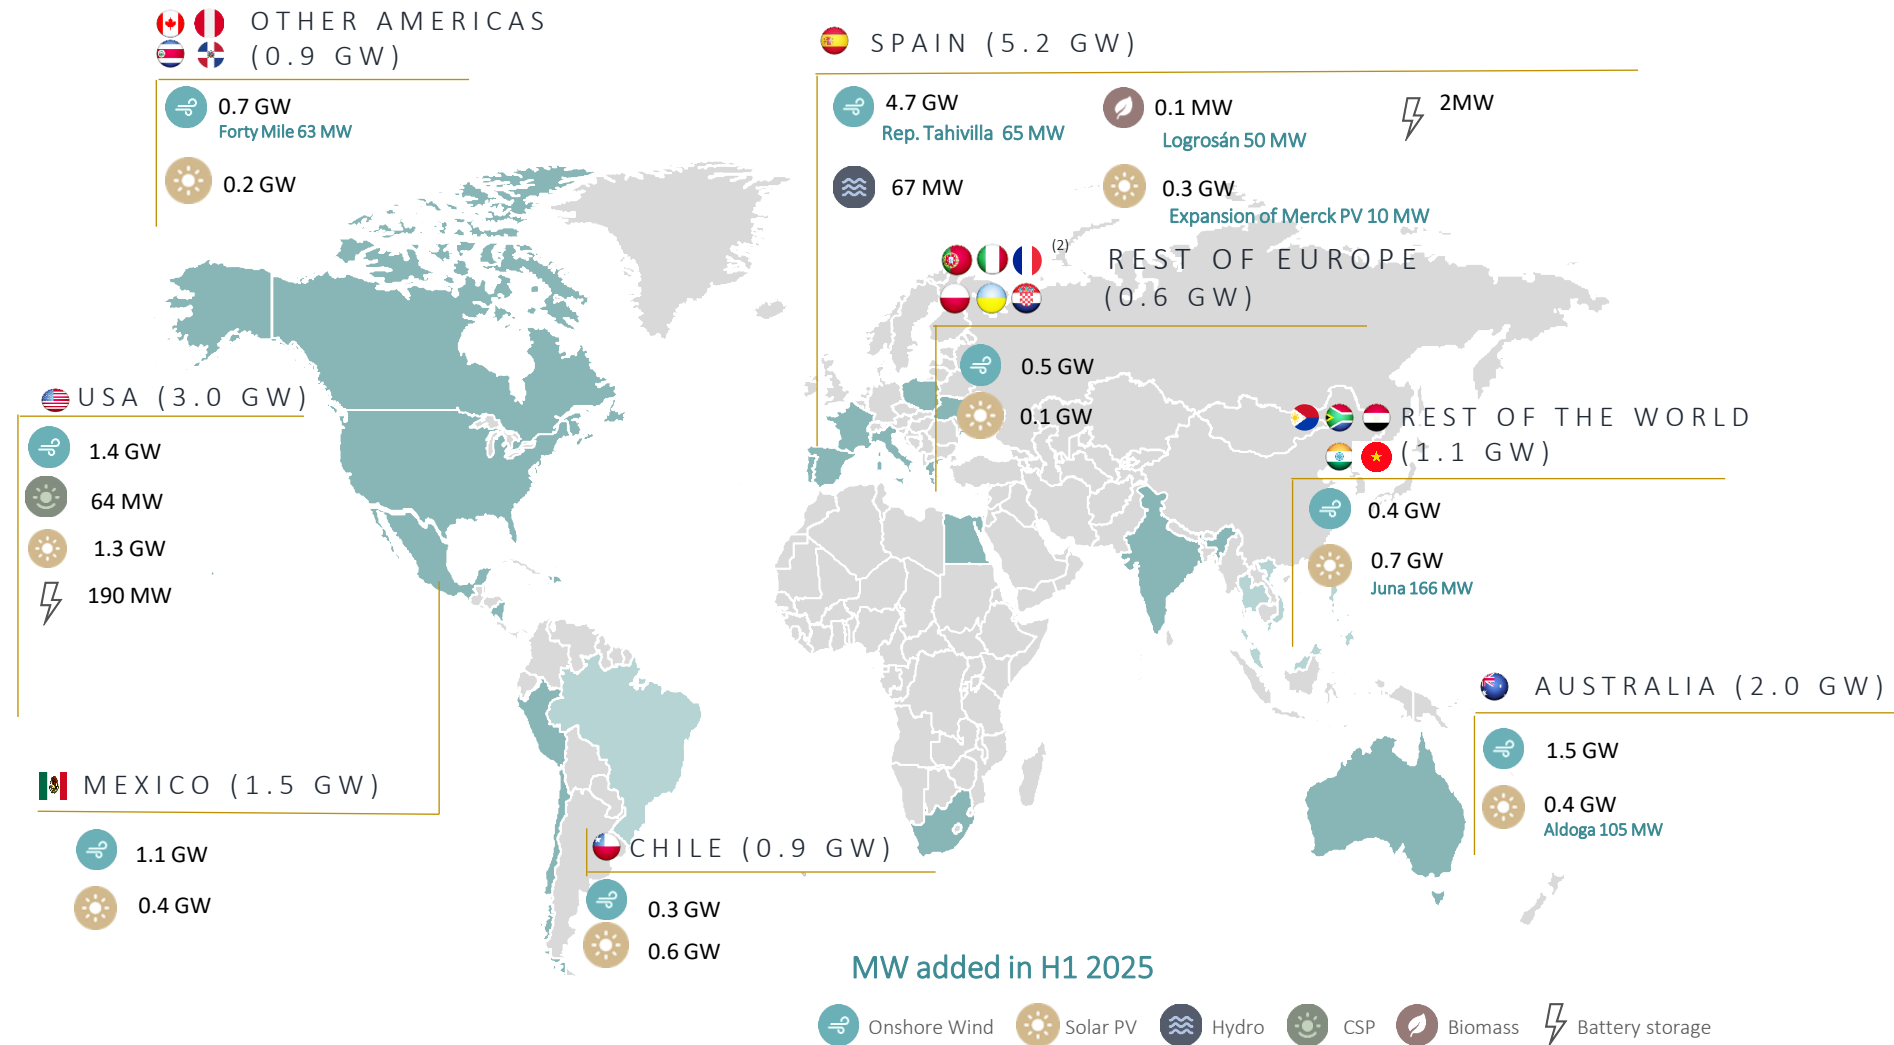 OTHER AMERICAS
(0.9 GW)
0.7 GW
Forty Mile 63 MW
0.2 GW
SPAIN (5.2 GW)
4.7 GW
Rep. Tahivilla 65 MW
0.1 MW
Logrosán 50 MW
2MW
67 MW
0.3 GW
Expansion of Merck PV 10 MW
(2)
REST OF EUROPE
(0.6 GW)
0.5 GW
0.1 GW
USA (3.0 GW)
1.4 GW
64 MW
1.3 GW
190 MW
REST OF THE WORLD
(1.1 GW)
0.4 GW
0.7 GW
Juna 166 MW
AUSTRALIA (2.0 GW)
1.5 GW
0.4 GW
Aldoga 105 MW
MEXICO (1.5 GW)
1.1 GW
0.4 GW
CHILE (0.9 GW)
0.3 GW
0.6 GW
MW added in H1 2025
Onshore Wind
Solar PV
Hydro
CSP
Biomass
Battery storage